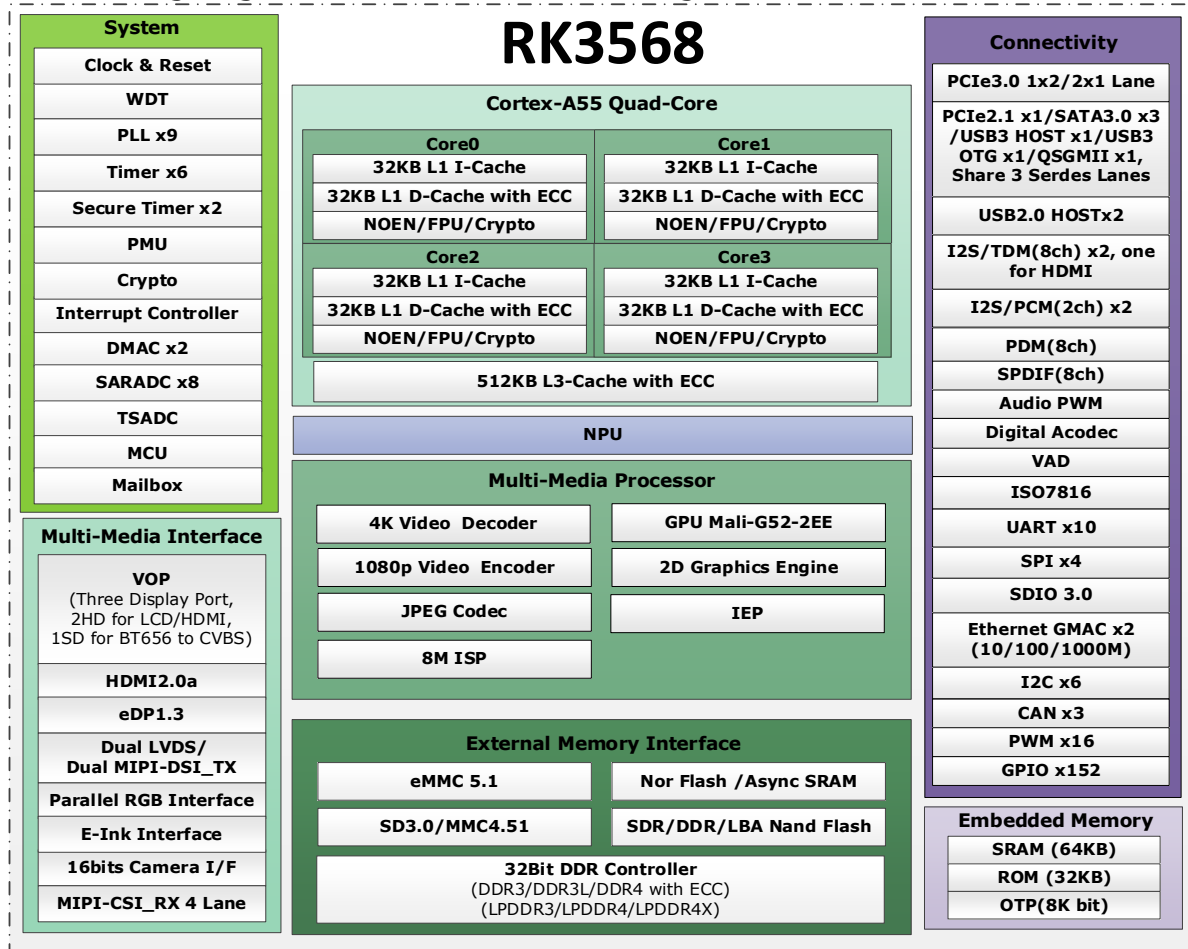 RK3568
System
Clock & Reset
WDT
PLL x9
Timer x6
Secure Timer x2
PMU
Crypto
Interrupt Controller
DMAC x2
SARADC x8
TSADC
MCU
Mailbox
Multi-Media Interface
VOP
(Three Display Port,
2HD for LCD/HDMI,
1SD for BT656 to CVBS)
HDMI2.0a
eDP1.3
Dual LVDS/
Dual MIPI-DSI_TX
Parallel RGB Interface
E-Ink Interface
16bits Camera I/F
MIPI-CSI_RX 4 Lane
Cortex-A55 Quad-Core
Core0
32KB L1 I-Cache
32KB L1 D-Cache with ECC
NOEN/FPU/Crypto
Core1
32KB L1 I-Cache
32KB L1 D-Cache with ECC
NOEN/FPU/Crypto
Core2
32KB L1 I-Cache
32KB L1 D-Cache with ECC
NOEN/FPU/Crypto
Core3
32KB L1 I-Cache
32KB L1 D-Cache with ECC
NOEN/FPU/Crypto
512KB L3-Cache with ECC
NPU
Multi-Media Processor
4K Video Decoder
1080p Video Encoder
JPEG Codec
8M ISP
GPU Mali-G52-2EE
2D Graphics Engine
IEP
External Memory Interface
eMMC 5.1
Nor Flash /Async SRAM
SD3.0/MMC4.51
SDR/DDR/LBA Nand Flash
32Bit DDR Controller
(DDR3/DDR3L/DDR4 with ECC)
(LPDDR3/LPDDR4/LPDDR4X)
Connectivity
PCIe3.0 1x2/2x1 Lane
PCIe2.1 x1/SATA3.0 x3
/USB3 HOST x1/USB3
OTG x1/QSGMII x1,
Share 3 Serdes Lanes
USB2.0 HOSTx2
I2S/TDM(8ch) x2, one
for HDMI
I2S/PCM(2ch) x2
PDM(8ch)
SPDIF(8ch)
Audio PWM
Digital Acodec
VAD
ISO7816
UART x10
SPI x4
SDIO 3.0
Ethernet GMAC x2
(10/100/1000M)
I2C x6
CAN x3
PWM x16
GPIO x152
Embedded Memory
SRAM (64KB)
ROM (32KB)
OTP(8K bit)